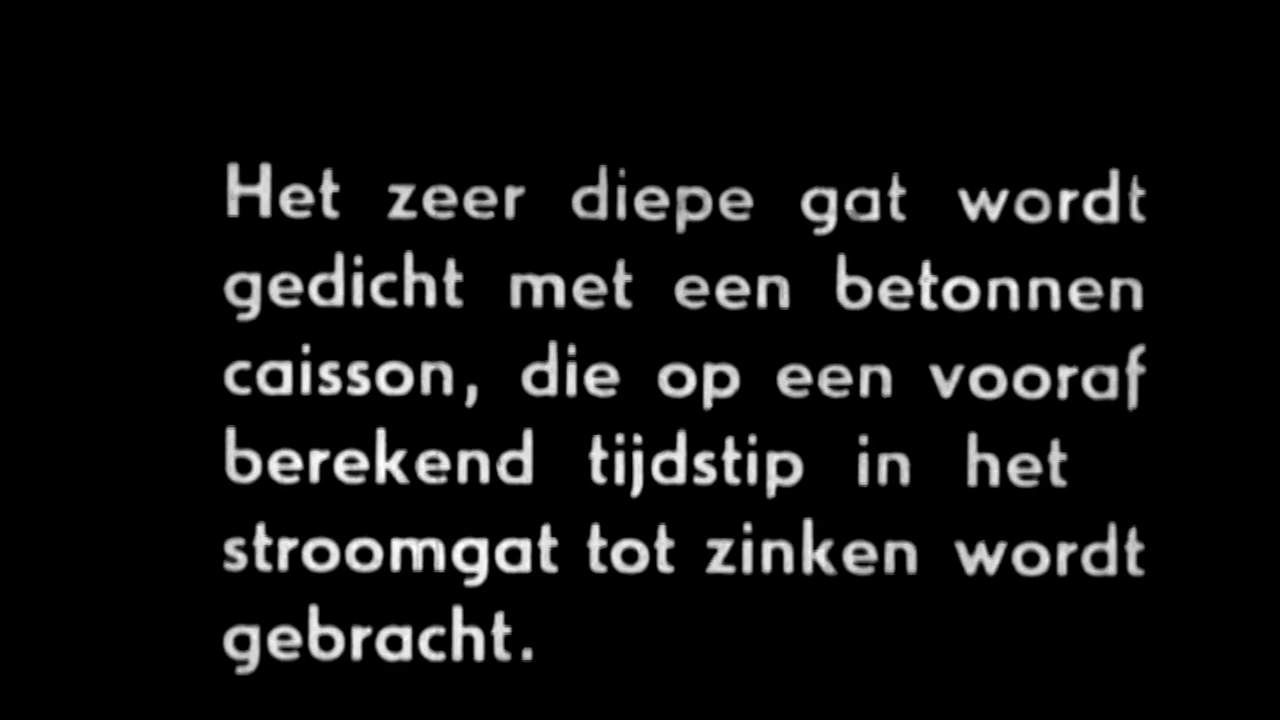 Het zeer diepe gat wordt
gedicht met een betonnen
caisson, die op een vooraf
berekend tijdstip in het
stroomgat tot zinken wordt
gebracht.